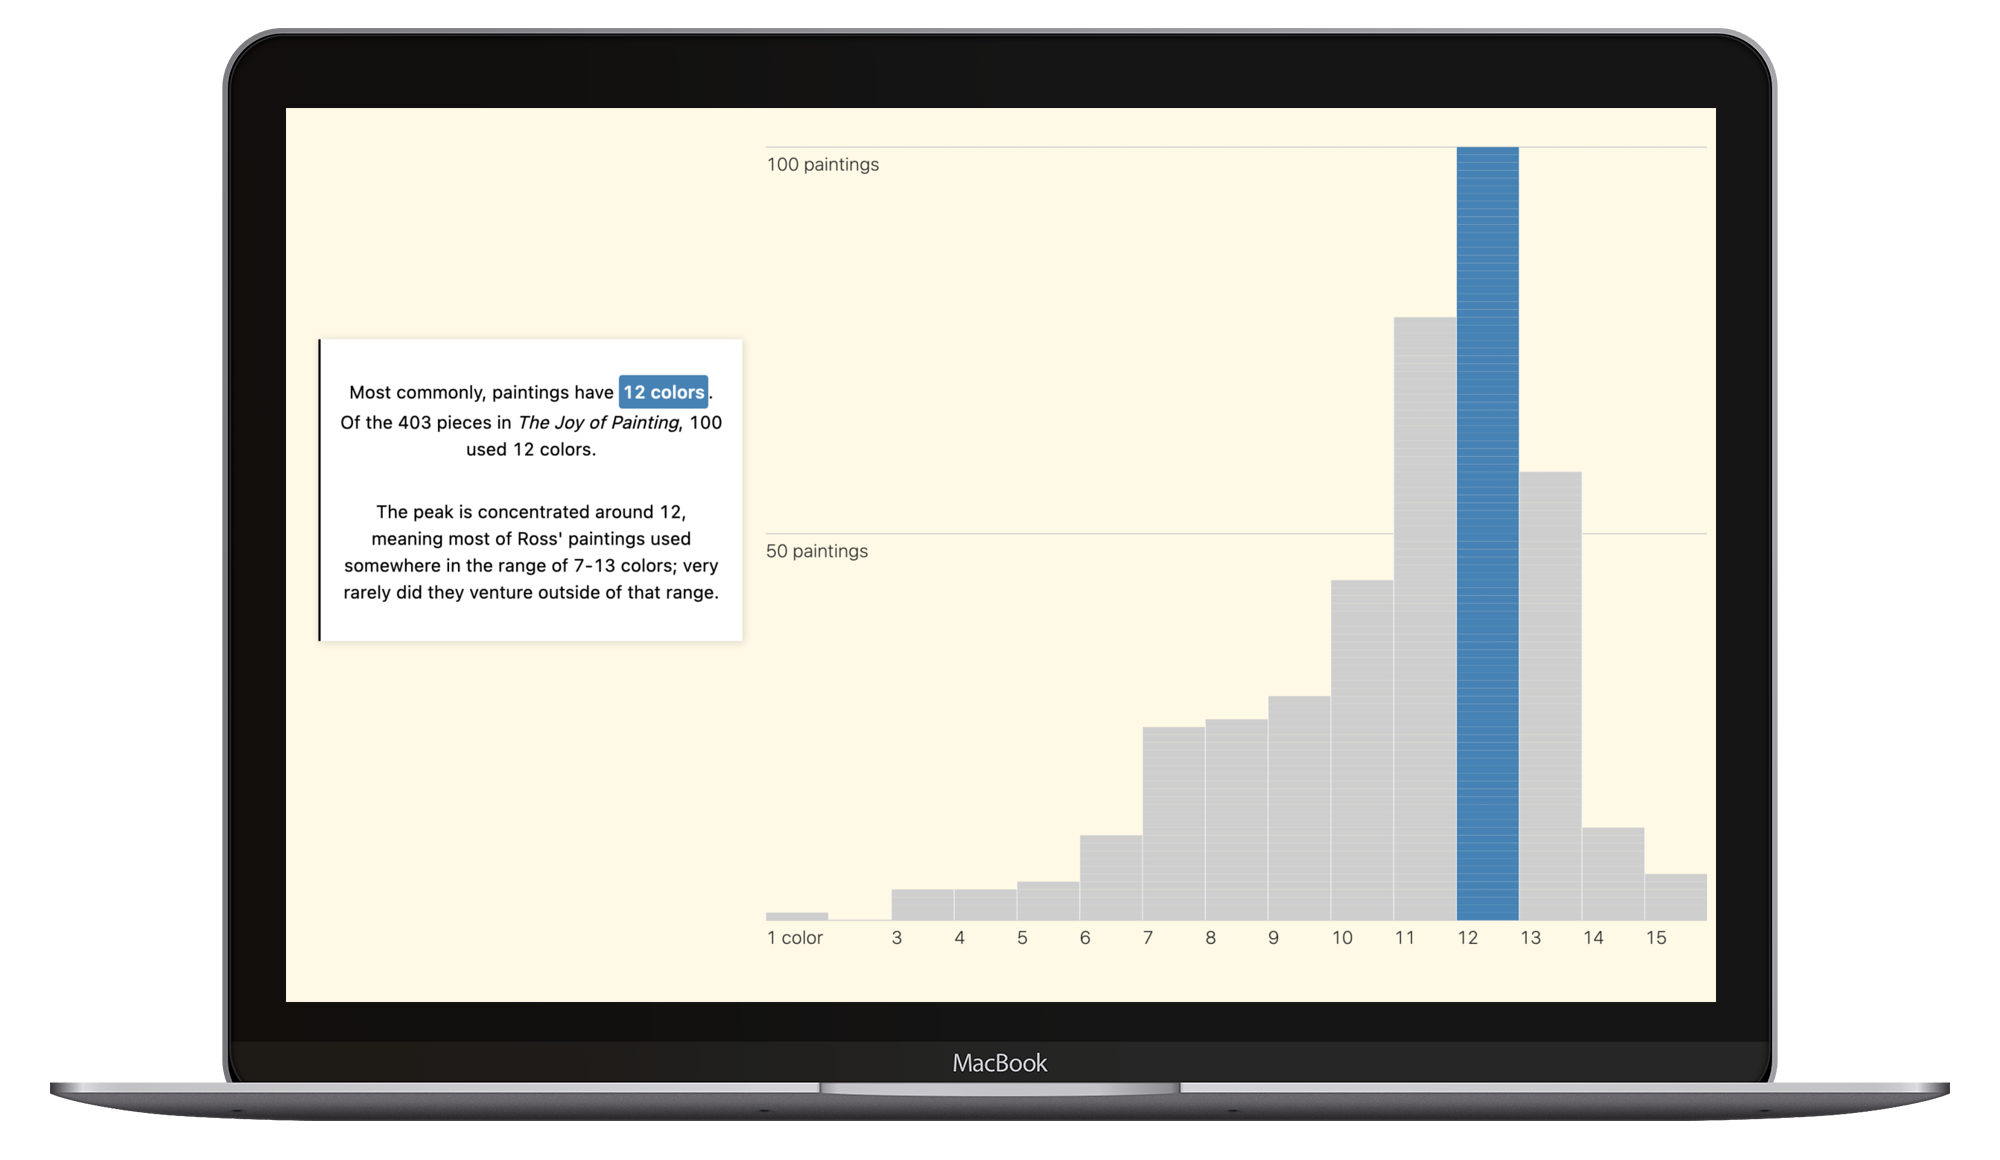 100 paintings
Most commonly, paintings have 12 colors.
Of the 403 pieces in The Joy of Painting, 100
used 12 colors.
The peak is concentrated around 12,
meaning most of Ross' paintings used
somewhere in the range of 7-13 colors; very
rarely did they venture outside of that range.
50 paintings
1 color 3 4 5 6 7 8 9 10 11 12 13 14 15
MacBook